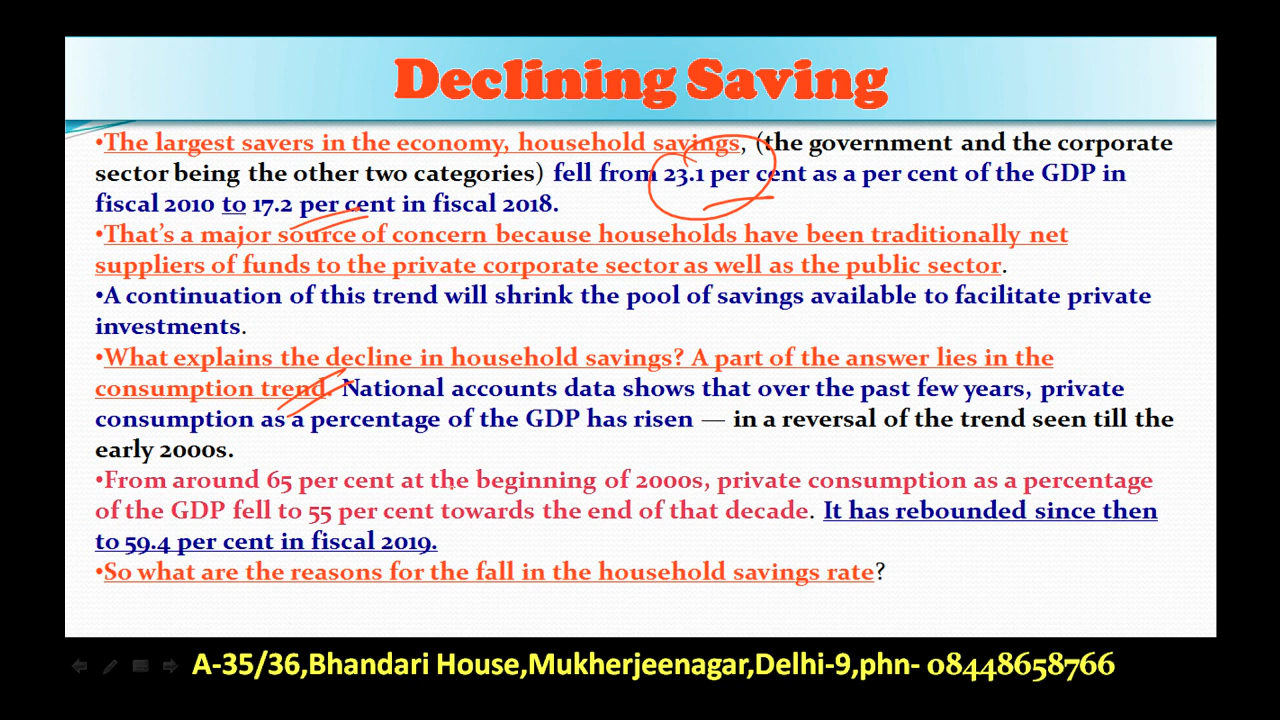 Declining Saving
•The largest savers in the economy, household savings, (the government and the corporate
sector being the other two categories) fell from 23.1 per cent as a per cent of the GDP in
fiscal 2010 to 17.2 per cent in fiscal 2018.
•That's a major source of concern because households have been traditionally net
suppliers of funds to the private corporate sector as well as the public sector.
•A continuation of this trend will shrink the pool of savings available to facilitate private
investments.
•What explains the decline in household savings? A part of the answer lies in the
consumption trend. National accounts data shows that over the past few years, private
consumption as a percentage of the GDP has risen — in a reversal of the trend seen till the
early 2000s.
•From around 65 per cent at the beginning of 2000s, private consumption as a percentage
of the GDP fell to 55 per cent towards the end of that decade. It has rebounded since then
to 59.4 per cent in fiscal 2019.
•So what are the reasons for the fall in the household savings rate?
A-35/36,Bhandari House,Mukherjeenagar,Delhi-9,phn- 08448658766